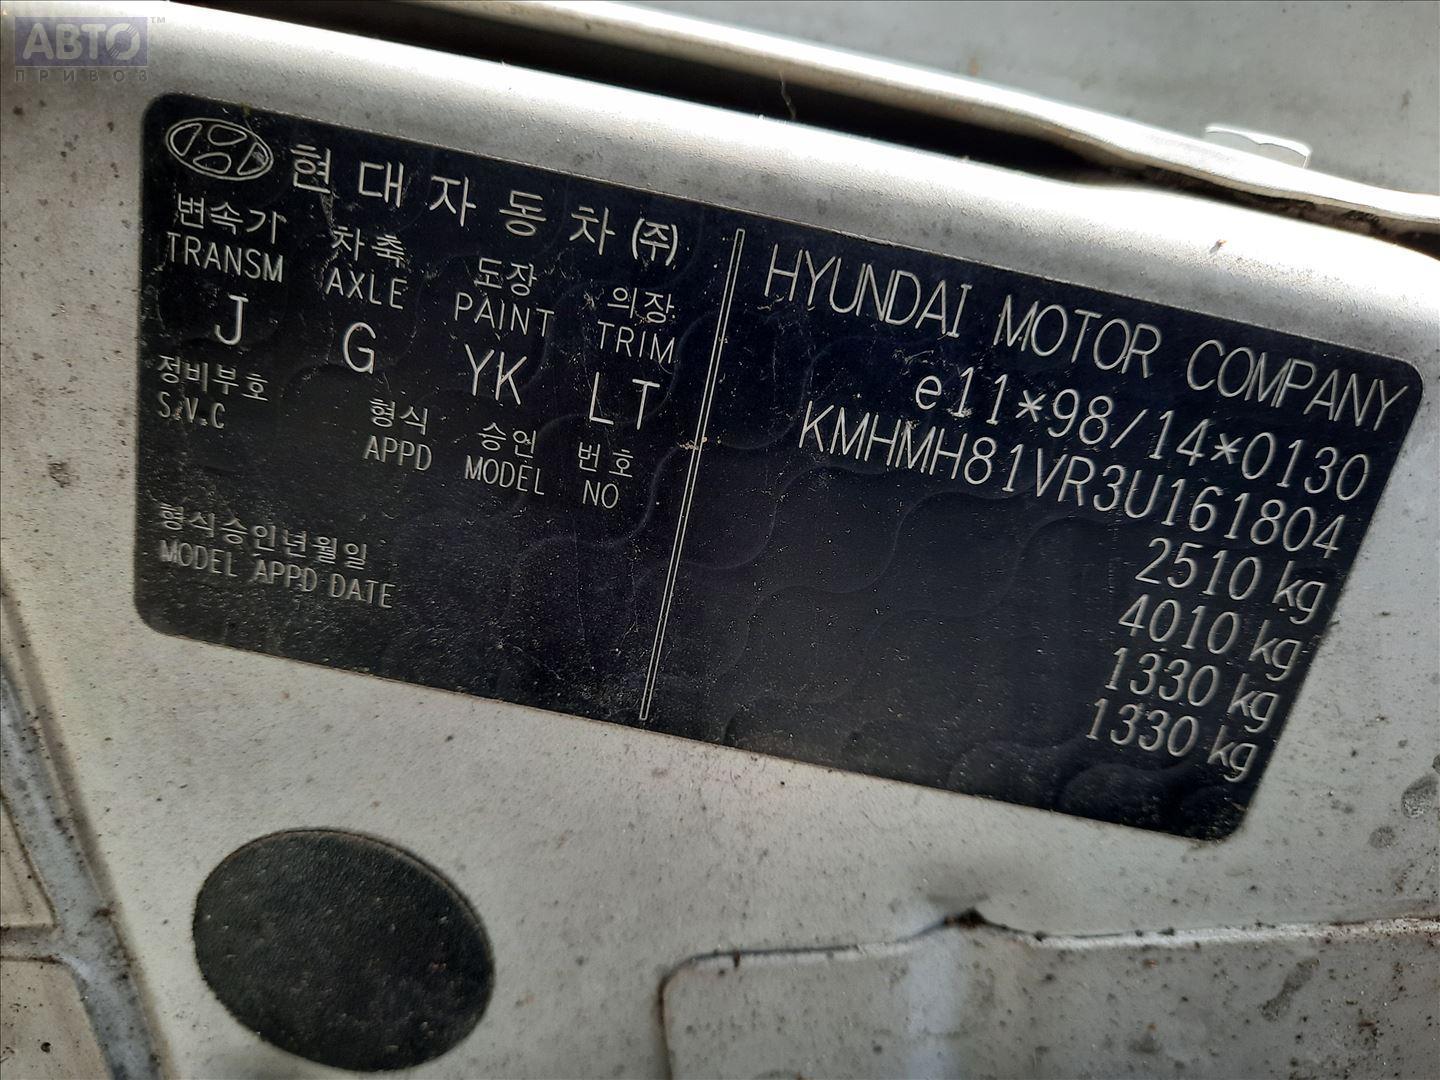 АВТО™
ПРИВОЗ
현대자동차(주)
변속기 차축 도장 의장
TRANSM AXLE PAINT TRIM
J G YK LT
정비부호 형식 승인 번호
S.V.C APPD MODEL NO
형식승인년월일
MODEL APPD DATE
HYUNDAI MOTOR COMPANY
e11*98/14*0130
KMHMH81VR3U161804
2510 kg
4010 kg
1330 kg
1330 kg